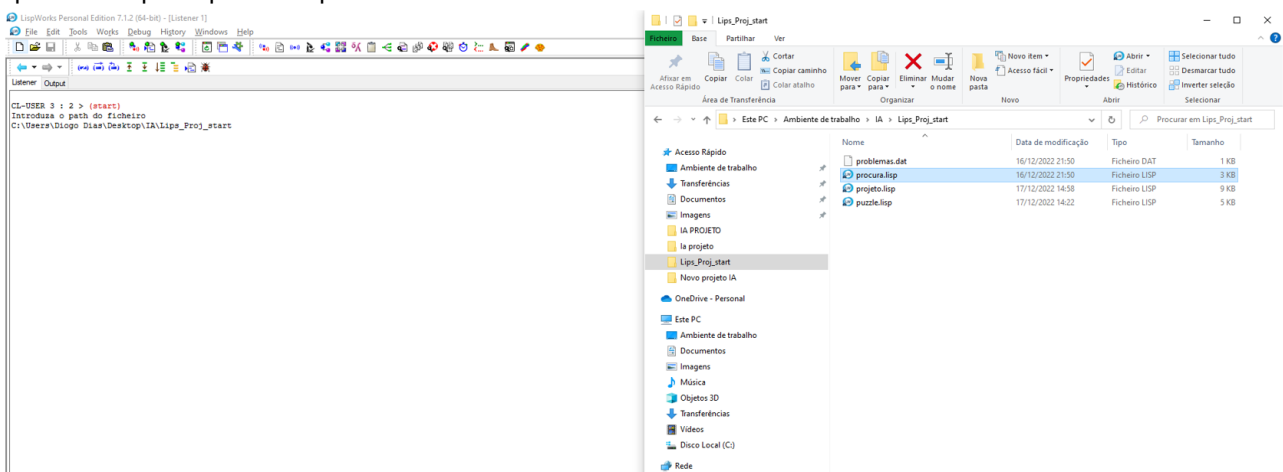 LispWorks Personal Edition 7.1.2 (64-bit) - [Listener 1]
File Edit Tools Works Debug History Windows Help
Listener Output
CL-USER 3 : 2 > (start)
Introduza o path do ficheiro
C:\Users\Diogo Dias\Desktop\IA\Lips_Proj_start
Lips_Proj_start
Ficheiro Base Partilhar Ver
Afixar em Acesso Rápido
Copiar
Colar
Cortar
Copiar caminho
Colar atalho
Área de Transferência
Mover para
Copiar para
Eliminar
Mudar o nome
Organizar
Nova pasta
Novo item
Acesso fácil
Novo
Propriedades
Abrir
Editar
Histórico
Abrir
Selecionar tudo
Desmarcar tudo
Inverter seleção
Selecionar
Este PC > Ambiente de trabalho > IA > Lips_Proj_start
Procurar em Lips_Proj_start
Acesso Rápido
Ambiente de trabalho
Transferências
Documentos
Imagens
IA PROJETO
Ia projeto
Lips_Proj_start
Novo projeto IA
OneDrive - Personal
Este PC
Ambiente de trabalho
Documentos
Imagens
Música
Objetos 3D
Transferências
Vídeos
Disco Local (C:)
Rede
Nome Data de modificação Tipo Tamanho
problemas.dat 16/12/2022 21:50 Ficheiro DAT 1 KB
procura.lisp 16/12/2022 21:50 Ficheiro LISP 3 KB
projeto.lisp 17/12/2022 14:58 Ficheiro LISP 9 KB
puzzle.lisp 17/12/2022 14:22 Ficheiro LISP 5 KB